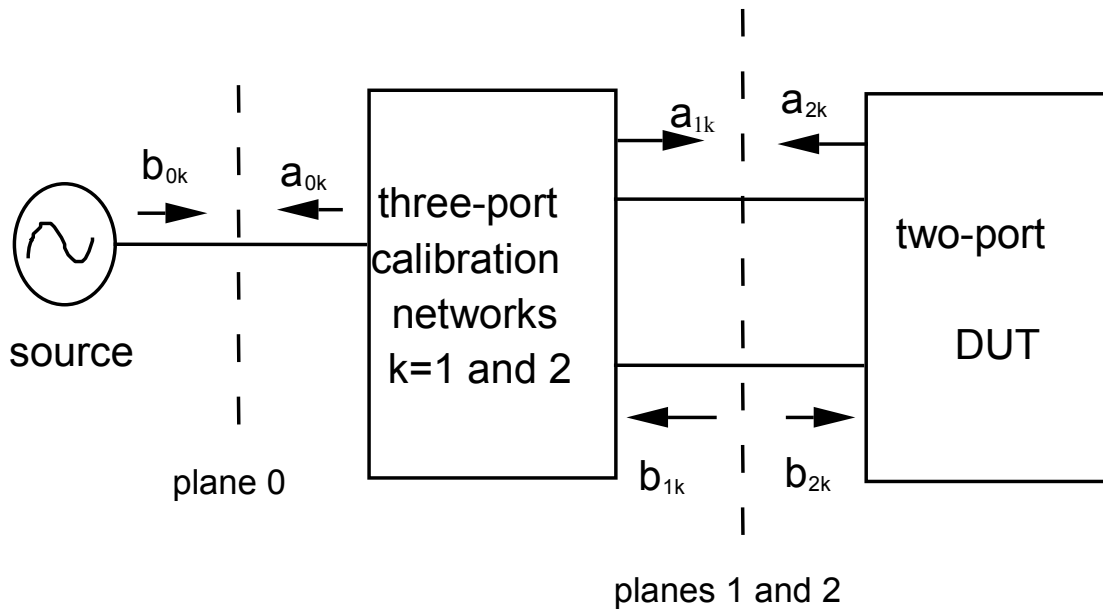 a1k
a2k
b0k
a0k
three-port
calibration
networks
k=1 and 2
two-port
DUT
source
plane 0
b1k
b2k
planes 1 and 2